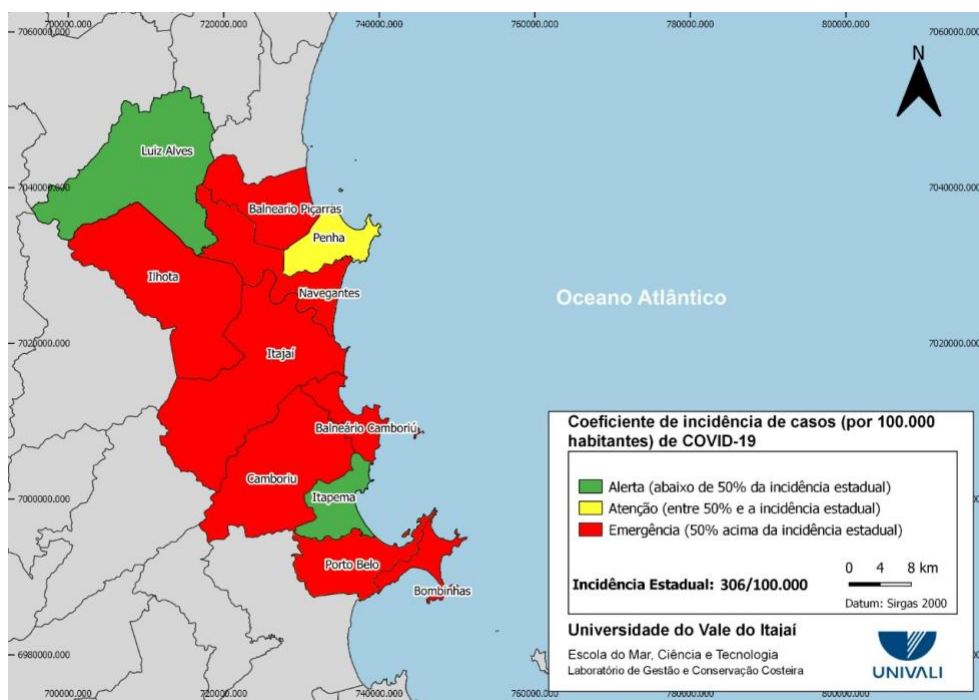 700000.000 720000.000 740000.000 760000.000 780000.000 800000.000
7060000.000 7060000.000
N
Luiz Alves
7040000.000 7040000.000
Balneario Piçarras
Penha
Ilhota
Navegantes
Oceano Atlântico
7020000.000 7020000.000
Itajaí
Balneário Camboriú
Camboriu
7000000.000
Itapema
Porto Belo
Bombinhas
6980000.000
Coeficiente de incidência de casos (por 100.000
habitantes) de COVID-19
Alerta (abaixo de 50% da incidência estadual)
Atenção (entre 50% e a incidência estadual)
Emergência (50% acima da incidência estadual)
Incidência Estadual: 306/100.000
0 4 8 km
Datum: Sirgas 2000
Universidade do Vale do Itajaí
Escola do Mar, Ciência e Tecnologia
Laboratório de Gestão e Conservação Costeira
UNIVALI
700000.000 720000.000 740000.000 760000.000 780000.000 800000.000